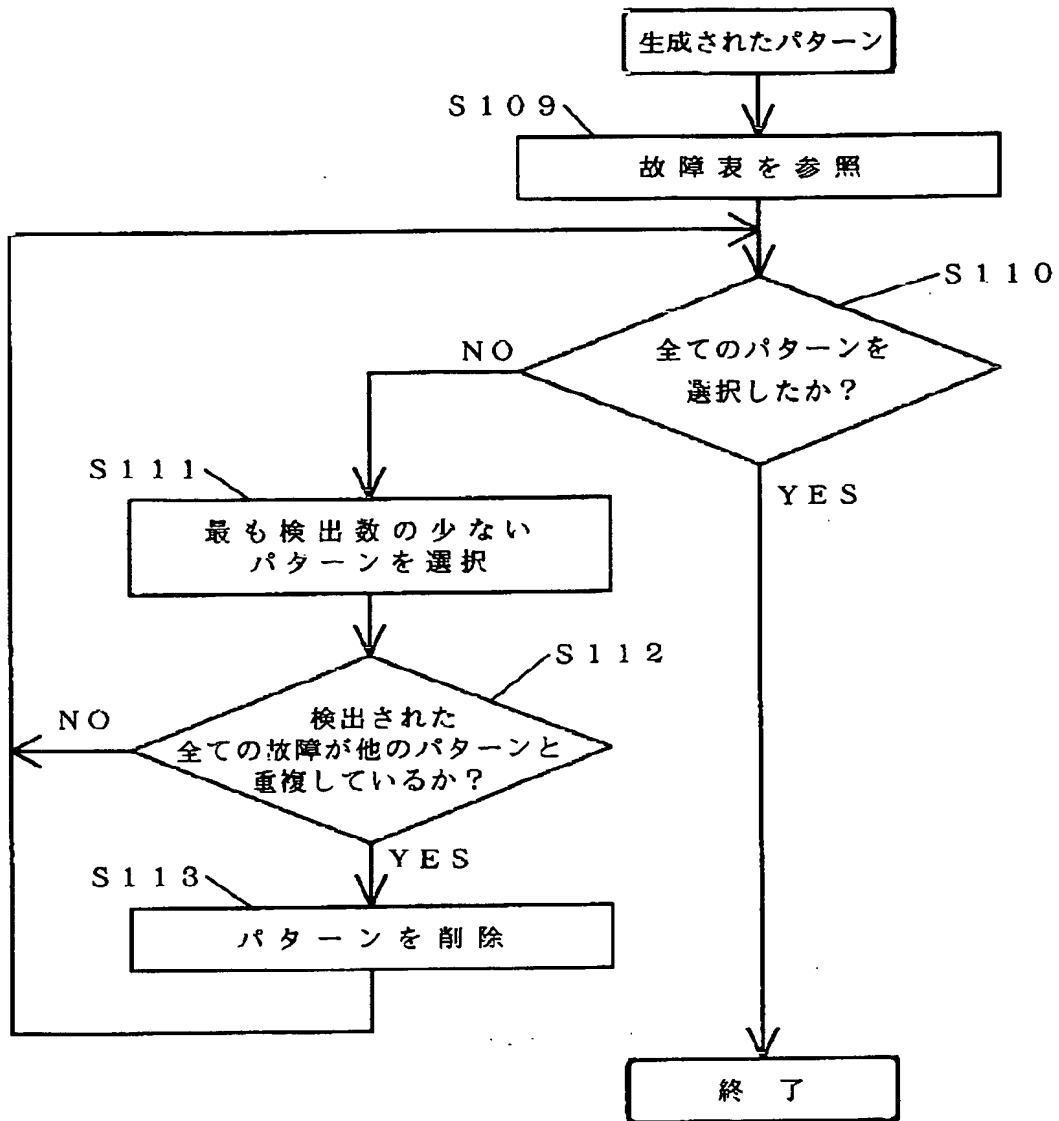 生成されたパターン
S109
故障表を参照
S110
全てのパターンを
選択したか?
NO
YES
S111
最も検出数の少ない
パターンを選択
S112
検出された
全ての故障が他のパターンと
重複しているか?
NO
YES
S113
パターンを削除
終了